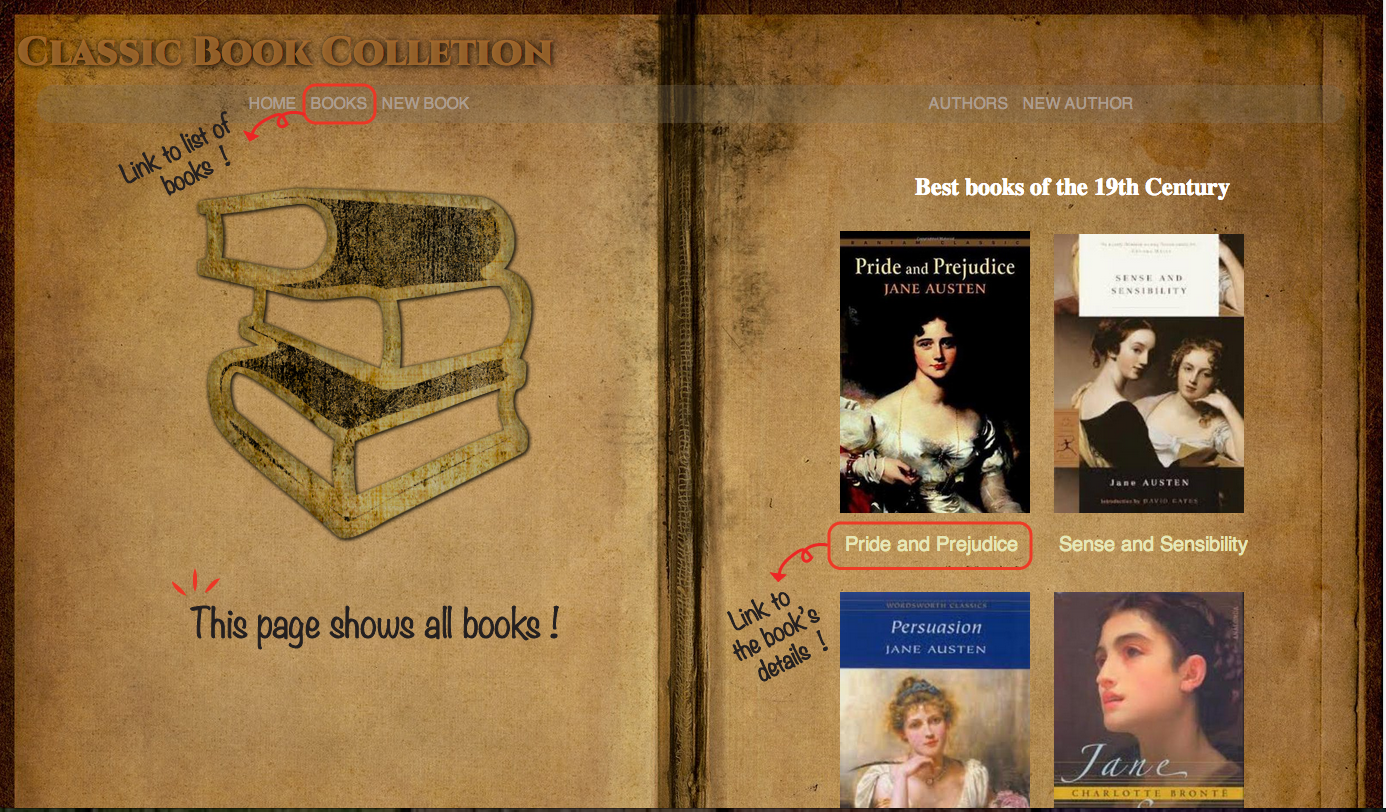 Classic Book Colletion
HOME BOOKS NEW BOOK AUTHORS NEW AUTHOR
Link to list of
books !
This page shows all books !
Best books of the 19th Century
BANTAM CLASSIC
Pride and Prejudice
JANE AUSTEN
SENSE AND
SENSIBILITY
Jane AUSTEN
Introduction by DAVID GATES
Pride and Prejudice
Sense and Sensibility
Link to
the book's
details !
WORDSWORTH CLASSICS
Persuasion
JANE AUSTEN
Jane
CHARLOTTE BRONTË